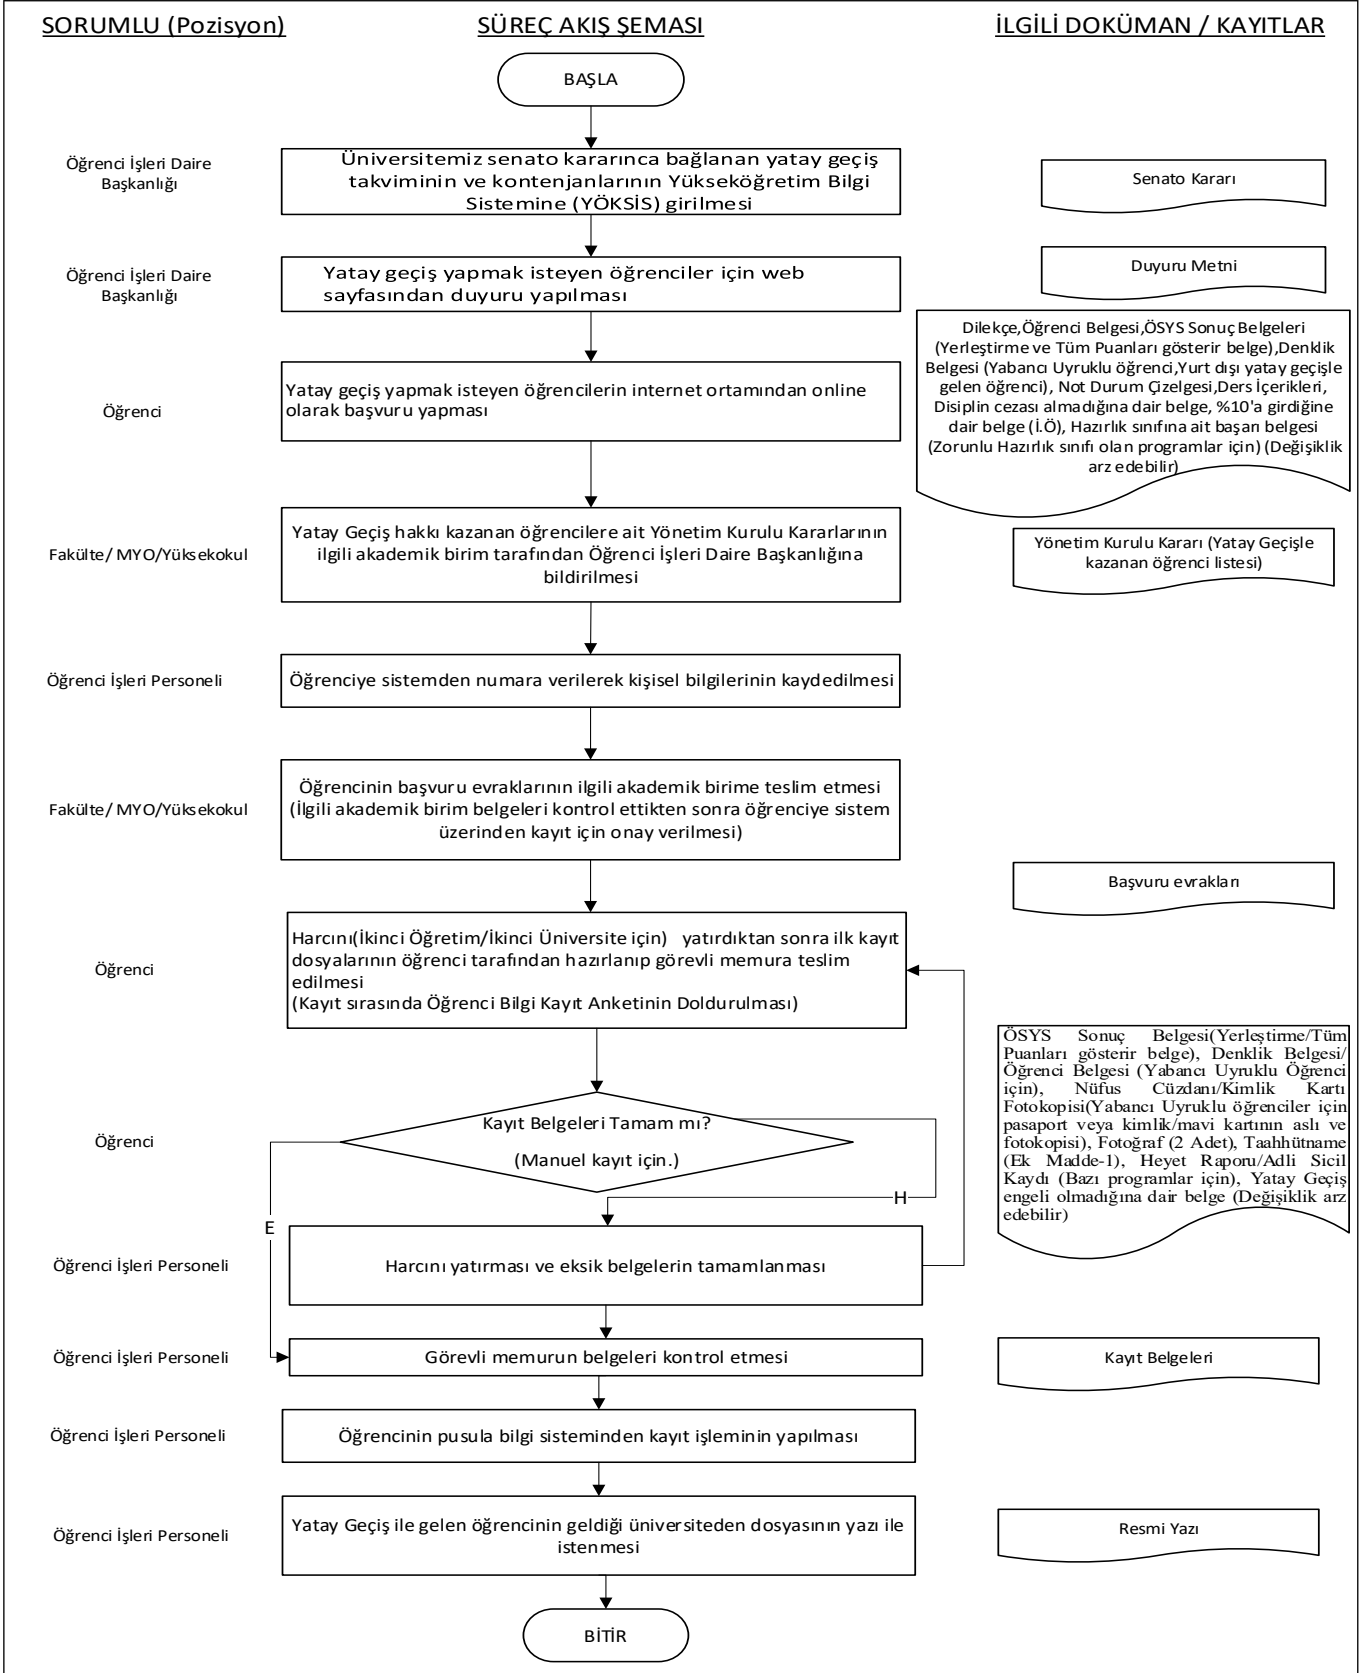 SORUMLU (Pozisyon)
SÜREÇ AKIŞ ŞEMASI
İLGİLİ DOKÜMAN / KAYITLAR
BAŞLA
Öğrenci İşleri Daire
Başkanlığı
Üniversitemiz senato kararınca bağlanan yatay geçiş
takviminin ve kontenjanlarının Yükseköğretim Bilgi
Sistemine (YÖKSİS) girilmesi
Senato Kararı
Öğrenci İşleri Daire
Başkanlığı
Yatay geçiş yapmak isteyen öğrenciler için web
sayfasından duyuru yapılması
Duyuru Metni
Öğrenci
Yatay geçiş yapmak isteyen öğrencilerin internet ortamından online
olarak başvuru yapması
Dilekçe,Öğrenci Belgesi,ÖSYS Sonuç Belgeleri
(Yerleştirme ve Tüm Puanları gösterir belge),Denklik
Belgesi (Yabancı Uyruklu öğrenci,Yurt dışı yatay geçişle
gelen öğrenci), Not Durum Çizelgesi,Ders İçerikleri,
Disiplin cezası almadığına dair belge, %10'a girdiğine
dair belge (İ.Ö), Hazırlık sınıfına ait başarı belgesi
(Zorunlu Hazırlık sınıfı olan programlar için) (Değişiklik
arz edebilir)
Fakülte/ MYO/Yüksekokul
Yatay Geçiş hakkı kazanan öğrencilere ait Yönetim Kurulu Kararlarının
ilgili akademik birim tarafından Öğrenci İşleri Daire Başkanlığına
bildirilmesi
Yönetim Kurulu Kararı (Yatay Geçişle
kazanan öğrenci listesi)
Öğrenci İşleri Personeli
Öğrenciye sistemden numara verilerek kişisel bilgilerinin kaydedilmesi
Fakülte/ MYO/Yüksekokul
Öğrencinin başvuru evraklarının ilgili akademik birime teslim etmesi
(İlgili akademik birim belgeleri kontrol ettikten sonra öğrenciye sistem
üzerinden kayıt için onay verilmesi)
Başvuru evrakları
Öğrenci
Harcını(İkinci Öğretim/İkinci Üniversite için) yatırdıktan sonra ilk kayıt
dosyalarının öğrenci tarafından hazırlanıp görevli memura teslim
edilmesi
(Kayıt sırasında Öğrenci Bilgi Kayıt Anketinin Doldurulması)
Öğrenci
Kayıt Belgeleri Tamam mı?
(Manuel kayıt için.)
H
E
ÖSYS Sonuç Belgesi(Yerleştirme/Tüm
Puanları gösterir belge), Denklik Belgesi/
Öğrenci Belgesi (Yabancı Uyruklu Öğrenci
için), Nüfus Cüzdanı/Kimlik Kartı
Fotokopisi(Yabancı Uyruklu öğrenciler için
pasaport veya kimlik/mavi kartının aslı ve
fotokopisi), Fotoğraf (2 Adet), Taahhütname
(Ek Madde-1), Heyet Raporu/Adli Sicil
Kaydı (Bazı programlar için), Yatay Geçiş
engeli olmadığına dair belge (Değişiklik arz
edebilir)
Öğrenci İşleri Personeli
Harcını yatırması ve eksik belgelerin tamamlanması
Öğrenci İşleri Personeli
Görevli memurun belgeleri kontrol etmesi
Kayıt Belgeleri
Öğrenci İşleri Personeli
Öğrencinin pusula bilgi sisteminden kayıt işleminin yapılması
Öğrenci İşleri Personeli
Yatay Geçiş ile gelen öğrencinin geldiği üniversiteden dosyasının yazı ile
istenmesi
Resmi Yazı
BİTİR